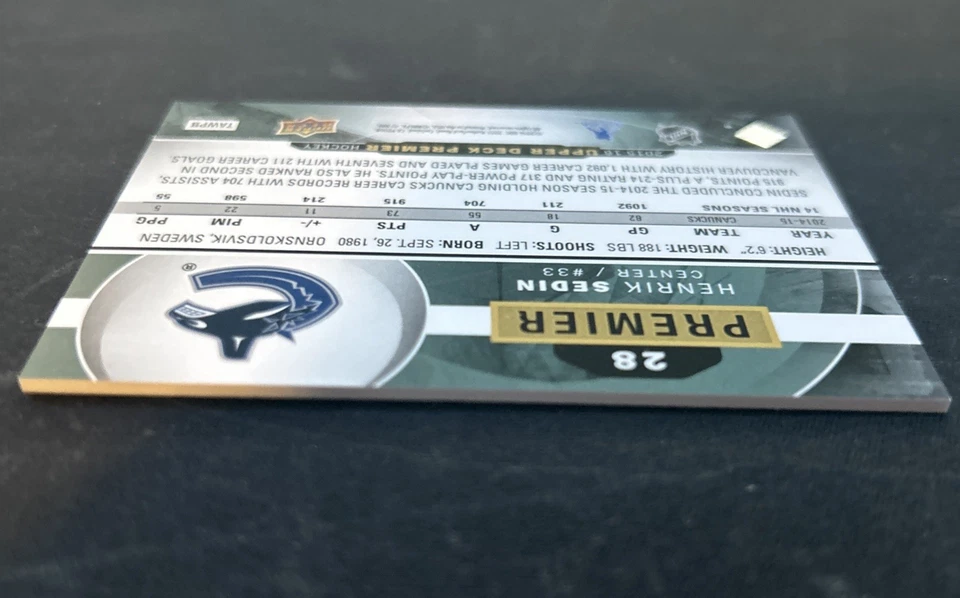 28
PREMIER
HENRIK SEDIN
CENTER / #33
®
HEIGHT: 6'2" WEIGHT: 188 LBS SHOOTS: LEFT BORN: SEPT. 26, 1980 ORNSKOLDSVIK, SWEDEN
YEAR TEAM GP G A PTS +/- PIM PPG
2014-15 CANUCKS 82 18 55 73 11 22 5
14 NHL SEASONS 1092 211 704 915 214 598 55
SEDIN CONCLUDED THE 2014-15 SEASON HOLDING CANUCKS CAREER RECORDS WITH 704 ASSISTS,
915 POINTS, A PLUS-214 RATING AND 317 POWER-PLAY POINTS. HE ALSO RANKED SECOND IN
VANCOUVER HISTORY WITH 1,092 CAREER GAMES PLAYED AND SEVENTH WITH 211 CAREER GOALS.
2015-16 UPPER DECK PREMIER HOCKEY
NHL
UPPER DECK
TAWPB